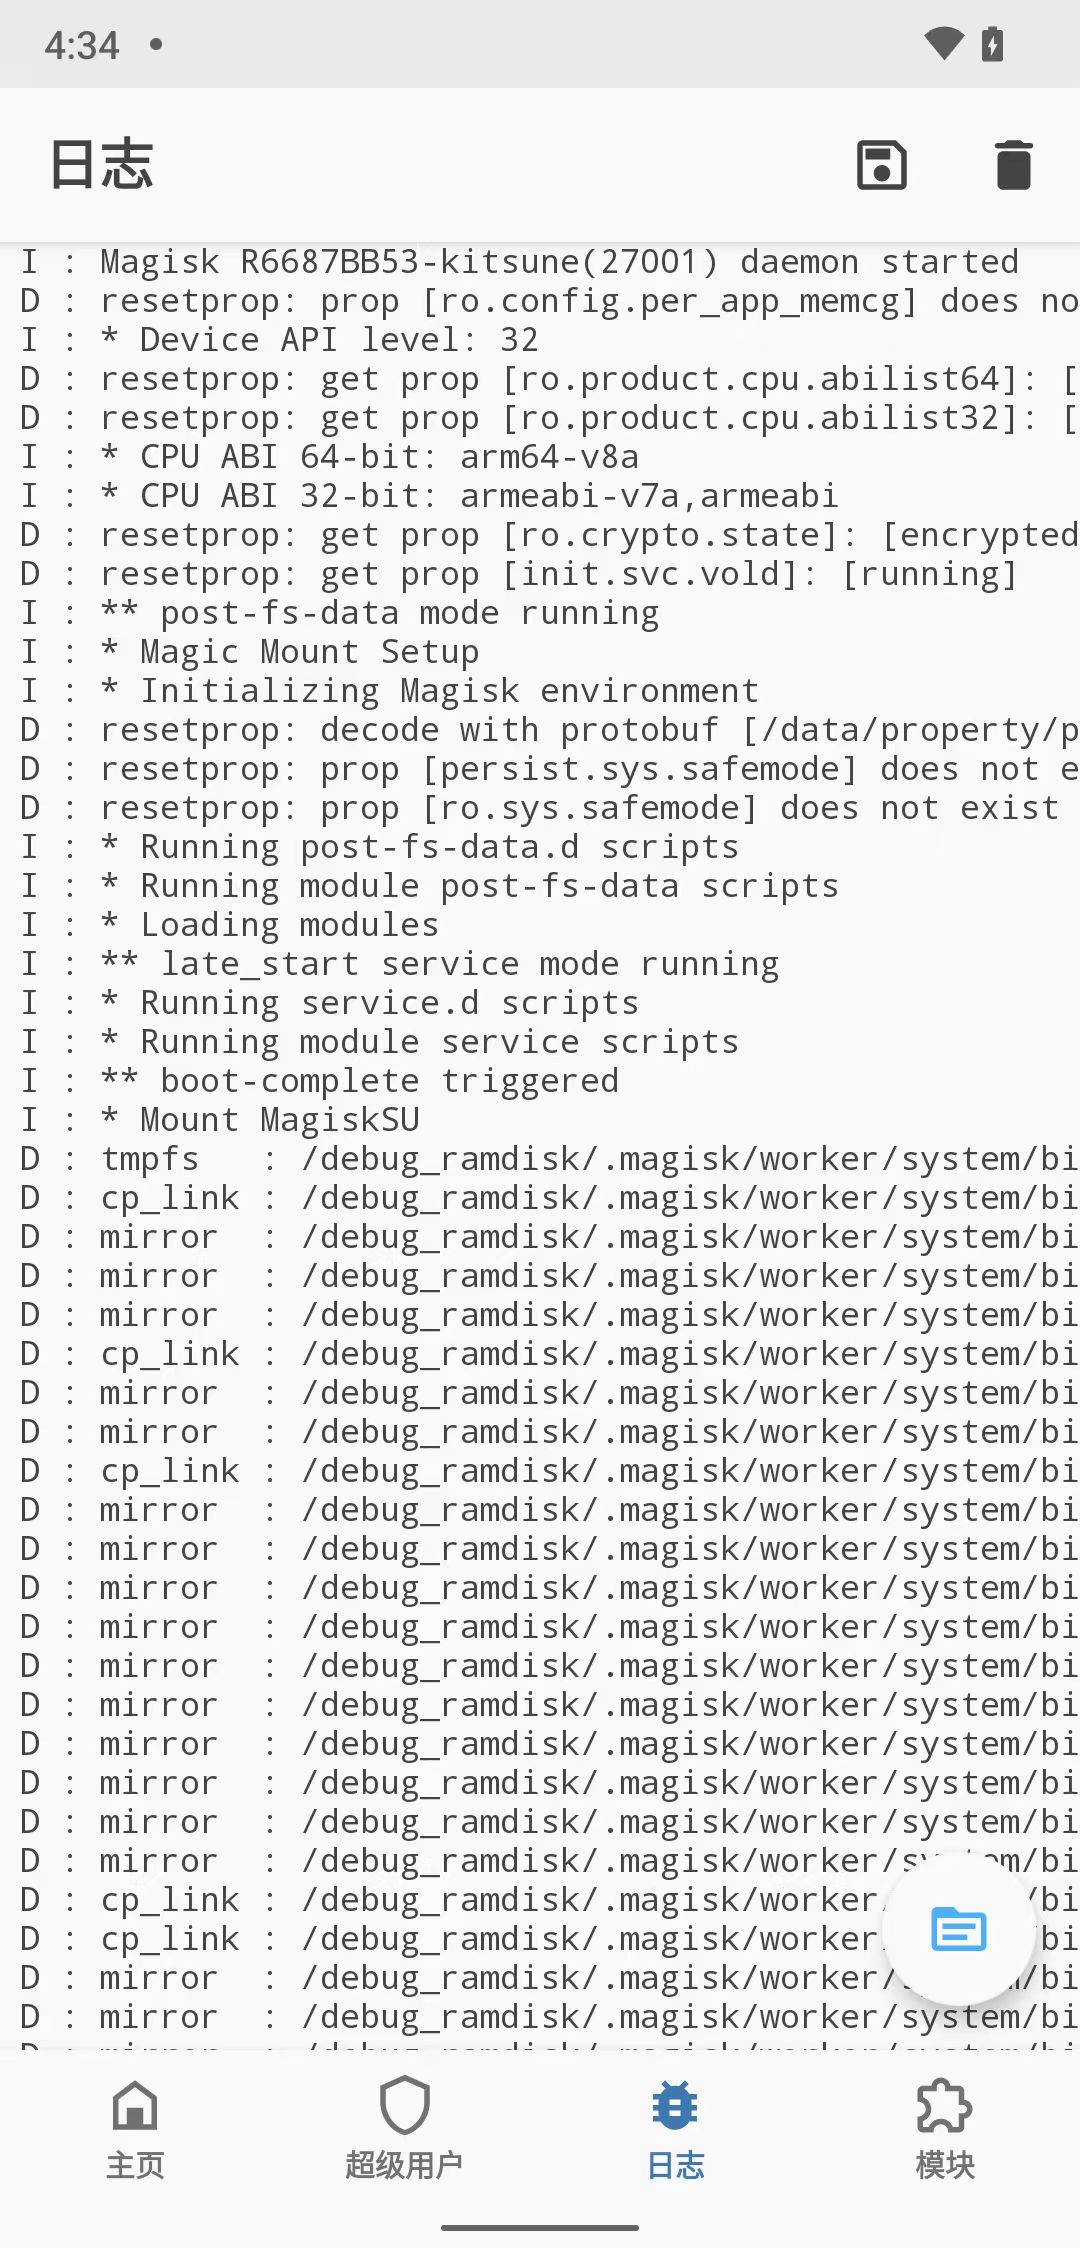 4:34
日志
I : Magisk R6687BB53-kitsune(27001) daemon started
D : resetprop: prop [ro.config.per_app_memcg] does no
I : * Device API level: 32
D : resetprop: get prop [ro.product.cpu.abilist64]: [
D : resetprop: get prop [ro.product.cpu.abilist32]: [
I : * CPU ABI 64-bit: arm64-v8a
I : * CPU ABI 32-bit: armeabi-v7a,armeabi
D : resetprop: get prop [ro.crypto.state]: [encrypted
D : resetprop: get prop [init.svc.vold]: [running]
I : ** post-fs-data mode running
I : * Magic Mount Setup
I : * Initializing Magisk environment
D : resetprop: decode with protobuf [/data/property/p
D : resetprop: prop [persist.sys.safemode] does not e
D : resetprop: prop [ro.sys.safemode] does not exist
I : * Running post-fs-data.d scripts
I : * Running module post-fs-data scripts
I : * Loading modules
I : ** late_start service mode running
I : * Running service.d scripts
I : * Running module service scripts
I : ** boot-complete triggered
I : * Mount MagiskSU
D : tmpfs   : /debug_ramdisk/.magisk/worker/system/bi
D : cp_link : /debug_ramdisk/.magisk/worker/system/bi
D : mirror  : /debug_ramdisk/.magisk/worker/system/bi
D : mirror  : /debug_ramdisk/.magisk/worker/system/bi
D : mirror  : /debug_ramdisk/.magisk/worker/system/bi
D : cp_link : /debug_ramdisk/.magisk/worker/system/bi
D : mirror  : /debug_ramdisk/.magisk/worker/system/bi
D : mirror  : /debug_ramdisk/.magisk/worker/system/bi
D : cp_link : /debug_ramdisk/.magisk/worker/system/bi
D : mirror  : /debug_ramdisk/.magisk/worker/system/bi
D : mirror  : /debug_ramdisk/.magisk/worker/system/bi
D : mirror  : /debug_ramdisk/.magisk/worker/system/bi
D : mirror  : /debug_ramdisk/.magisk/worker/system/bi
D : mirror  : /debug_ramdisk/.magisk/worker/system/bi
D : mirror  : /debug_ramdisk/.magisk/worker/system/bi
D : mirror  : /debug_ramdisk/.magisk/worker/system/bi
D : mirror  : /debug_ramdisk/.magisk/worker/system/bi
D : mirror  : /debug_ramdisk/.magisk/worker/system/bi
D : mirror  : /debug_ramdisk/.magisk/worker/system/bi
D : cp_link : /debug_ramdisk/.magisk/worker /bi
D : cp_link : /debug_ramdisk/.magisk/worker /bi
D : mirror  : /debug_ramdisk/.magisk/worker/ /bi
D : mirror  : /debug_ramdisk/.magisk/worker/system/bi
主页 超级用户 日志 模块